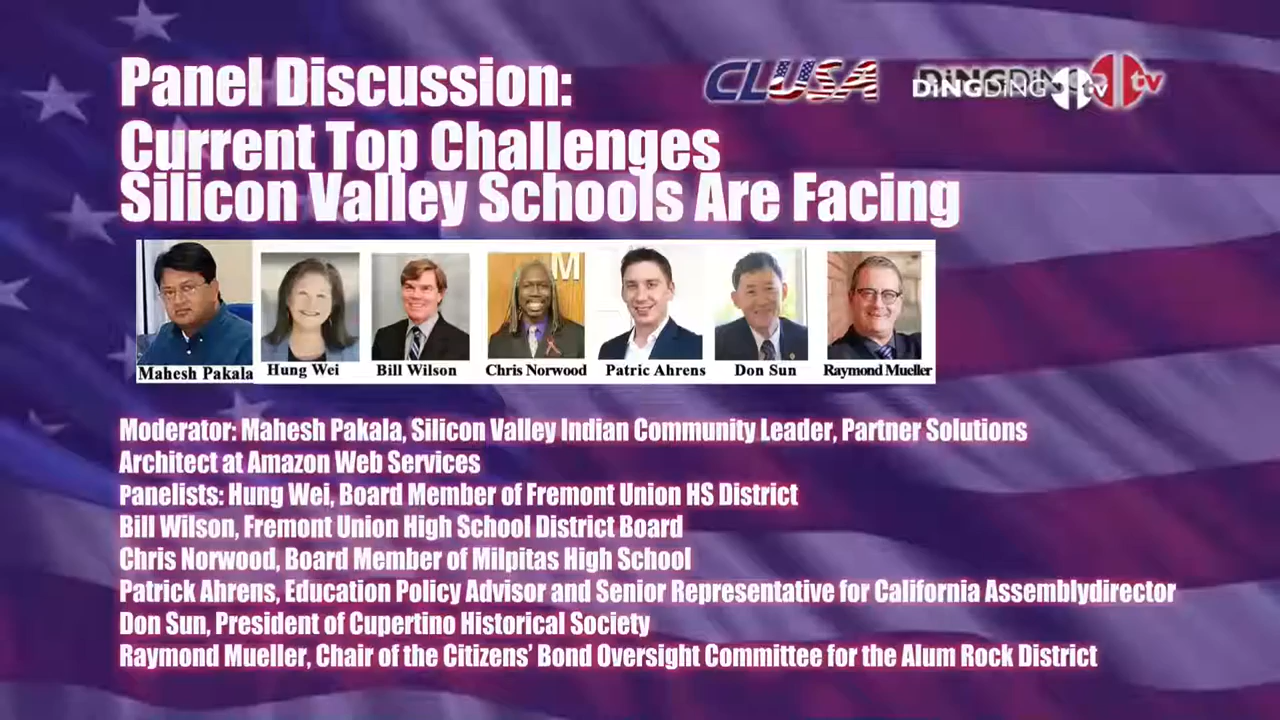 Panel Discussion:
CLUSA
DiNGDiNG tv
DiNGDiNG tv
Current Top Challenges
Silicon Valley Schools Are Facing
M
Mahesh Pakala
Hung Wei
Bill Wilson
Chris Norwood
Patric Ahrens
Don Sun
Raymond Mueller
Moderator: Mahesh Pakala, Silicon Valley Indian Community Leader, Partner Solutions
Architect at Amazon Web Services
Panelists: Hung Wei, Board Member of Fremont Union HS District
Bill Wilson, Fremont Union High School District Board
Chris Norwood, Board Member of Milpitas High School
Patrick Ahrens, Education Policy Advisor and Senior Representative for California Assemblydirector
Don Sun, President of Cupertino Historical Society
Raymond Mueller, Chair of the Citizens’ Bond Oversight Committee for the Alum Rock District